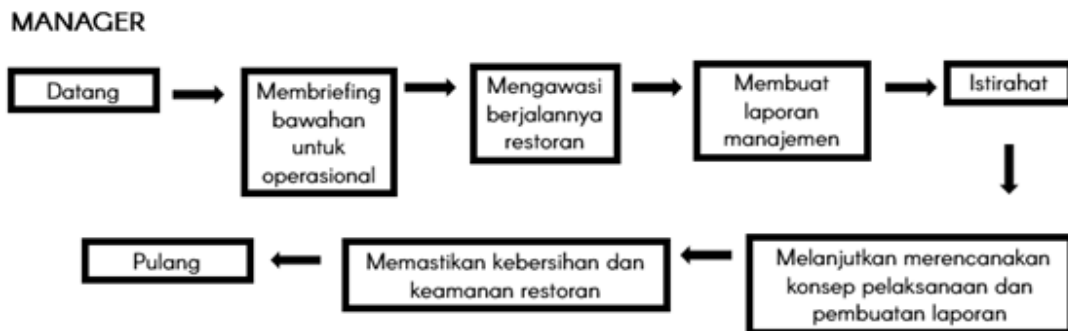 MANAGER
Datang
Membriefing
bawahan
untuk
operasional
Mengawasi
berjalannya
restoran
Membuat
laporan
manajemen
Istirahat
Melanjutkan merencanakan
konsep pelaksanaan dan
pembuatan laporan
Memastikan kebersihan dan
keamanan restoran
Pulang